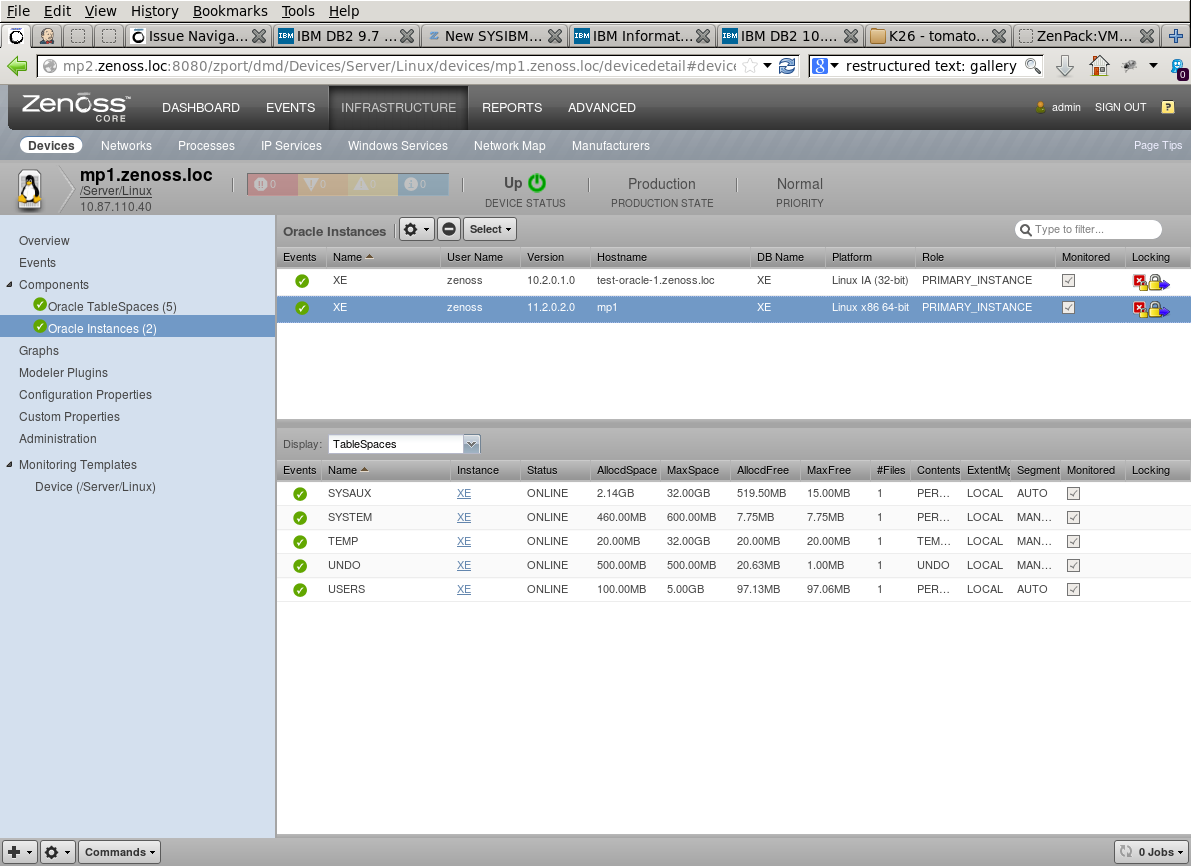 File Edit View History Bookmarks Tools Help
Issue Naviga... IBM DB2 9.7 ... New SYSIBM... IBM Informat... IBM DB2 10.... K26 - tomato... ZenPack:VM...
mp2.zenoss.loc:8080/zport/dmd/Devices/Server/Linux/devices/mp1.zenoss.loc/devicedetail#device restructured text: gallery 0
Zenoss CORE DASHBOARD EVENTS INFRASTRUCTURE REPORTS ADVANCED admin SIGN OUT ?
Devices Networks Processes IP Services Windows Services Network Map Manufacturers Page Tips
mp1.zenoss.loc
/Server/Linux
10.87.110.40
0 0 0 0
Up
DEVICE STATUS
Production
PRODUCTION STATE
Normal
PRIORITY
Overview
Events
Components
Oracle TableSpaces (5)
Oracle Instances (2)
Graphs
Modeler Plugins
Configuration Properties
Custom Properties
Administration
Monitoring Templates
Device (/Server/Linux)
Oracle Instances Select Type to filter...
Events Name User Name Version Hostname DB Name Platform Role Monitored Locking
XE zenoss 10.2.0.1.0 test-oracle-1.zenoss.loc XE Linux IA (32-bit) PRIMARY_INSTANCE
XE zenoss 11.2.0.2.0 mp1 XE Linux x86 64-bit PRIMARY_INSTANCE
Display: TableSpaces
Events Name Instance Status AllocdSpace MaxSpace AllocdFree MaxFree #Files Contents ExtentMg Segment Monitored Locking
SYSAUX XE ONLINE 2.14GB 32.00GB 519.50MB 15.00MB 1 PER... LOCAL AUTO
SYSTEM XE ONLINE 460.00MB 600.00MB 7.75MB 7.75MB 1 PER... LOCAL MAN...
TEMP XE ONLINE 20.00MB 32.00GB 20.00MB 20.00MB 1 TEM... LOCAL MAN...
UNDO XE ONLINE 500.00MB 500.00MB 20.63MB 1.00MB 1 UNDO LOCAL MAN...
USERS XE ONLINE 100.00MB 5.00GB 97.13MB 97.06MB 1 PER... LOCAL AUTO
Commands 0 Jobs